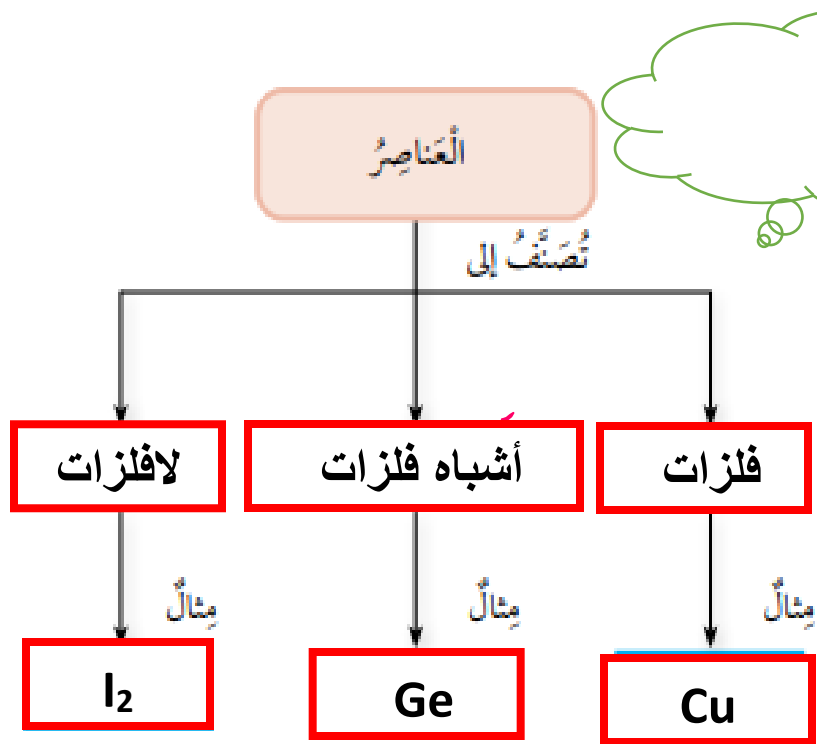 الْعَناصِرُ
تُصَنَّفُ إلى
فلزات
أشباه فلزات
لافلزات
مِثالٌ
مِثالٌ
مِثالٌ
Cu
Ge
I₂